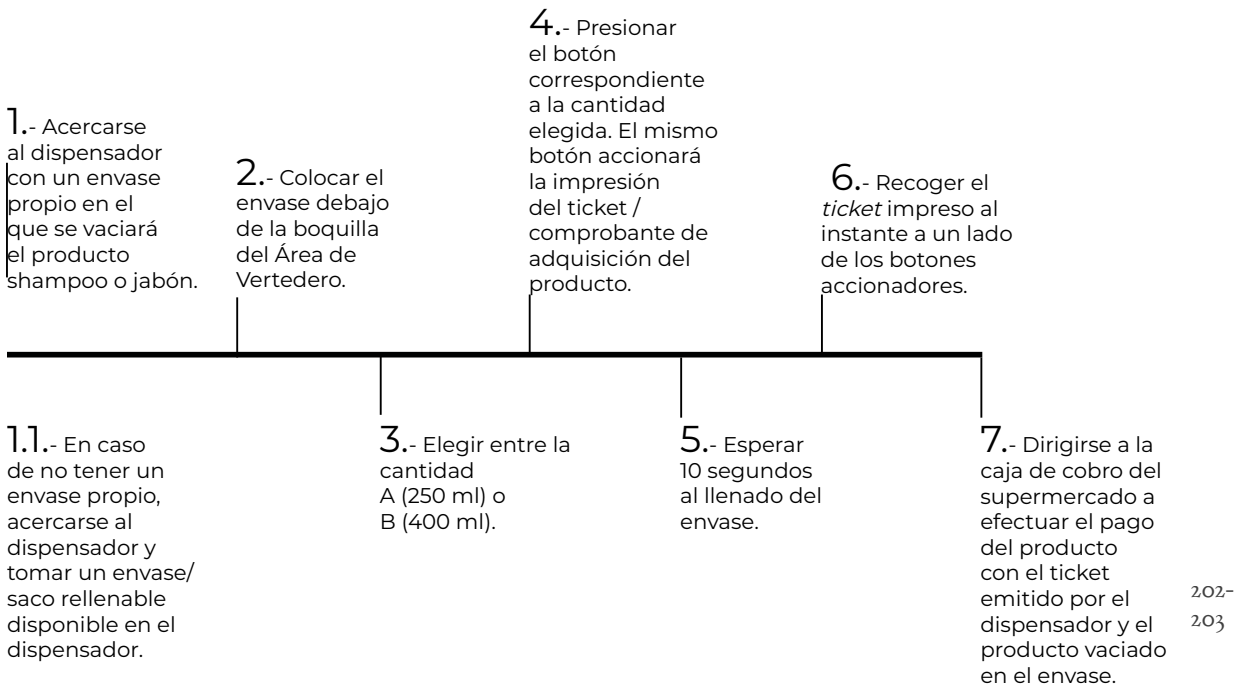 1.- Acercarse
al dispensador
con un envase
propio en el
que se vaciará
el producto
shampoo o jabón.
1.1.- En caso
de no tener un
envase propio,
acercarse al
dispensador y
tomar un envase/
saco rellenable
disponible en el
dispensador.
2.- Colocar el
envase debajo
de la boquilla
del Área de
Vertedero.
3.- Elegir entre la
cantidad
A (250 ml) o
B (400 ml).
4.- Presionar
el botón
correspondiente
a la cantidad
elegida. El mismo
botón accionará
la impresión
del ticket /
comprobante de
adquisición del
producto.
5.- Esperar
10 segundos
al llenado del
envase.
6.- Recoger el
ticket impreso al
instante a un lado
de los botones
accionadores.
7.- Dirigirse a la
caja de cobro del
supermercado a
efectuar el pago
del producto
con el ticket
emitido por el
dispensador y el
producto vaciado
en el envase.
202-
203